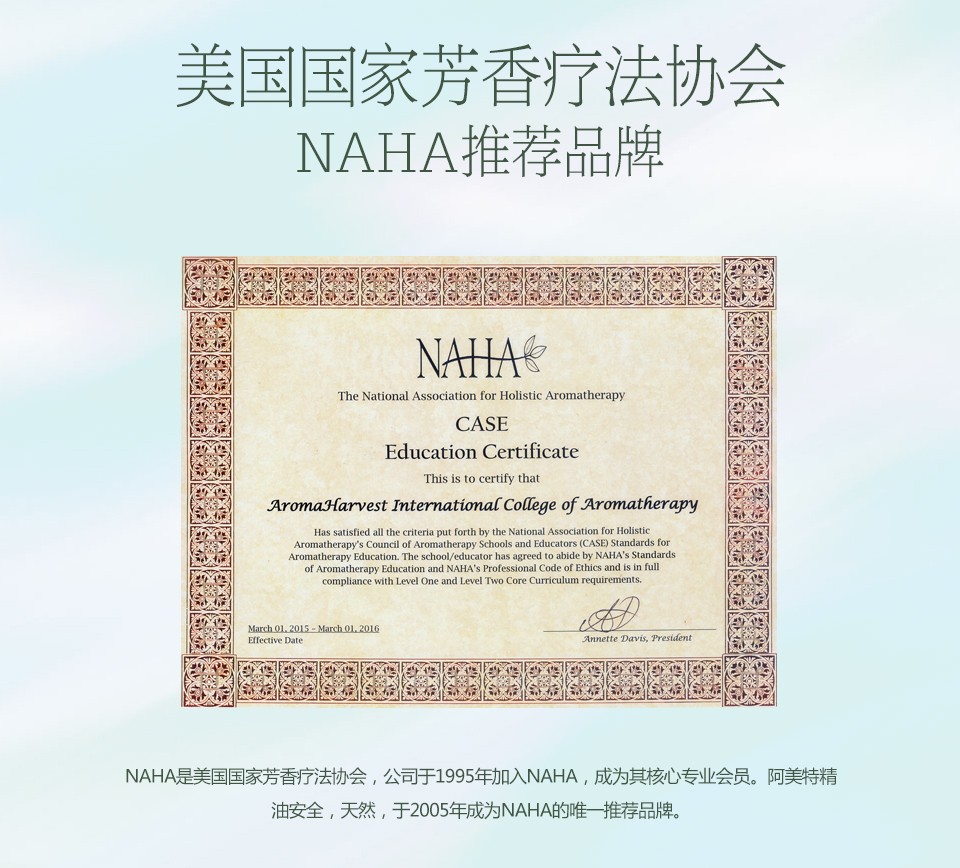 美国国家芳香疗法协会
NAHA推荐品牌
NAHA
The National Association for Holistic Aromatherapy
CASE
Education Certificate
This is to certify that
AromaHarvest International College of Aromatherapy
Has satisfied all the criteria put forth by the National Association for Holistic
Aromatherapy's Council of Aromatherapy Schools and Educators (CASE) Standards for
Aromatherapy Education. The school/educator has agreed to abide by NAHA's Standards
of Aromatherapy Education and NAHA's Professional Code of Ethics and is in full
compliance with Level One and Level Two Core Curriculum requirements.
March 01, 2015 - March 01, 2016
Effective Date
Annette Davis, President
NAHA是美国国家芳香疗法协会，公司于1995年加入NAHA，成为其核心专业会员。阿美特精
油安全，天然，于2005年成为NAHA的唯一推荐品牌。